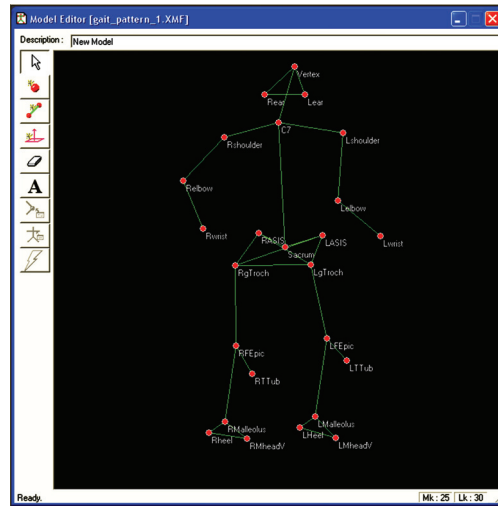 Model Editor [gait_pattern_1.XMF]
Description: New Model
Vertex
Rear Lear
C7
Rshoulder Lshoulder
Relbow
Lelbow
Rwrist Lwrist
RASIS LASIS
Sacrum
RgTroch LgTroch
RFEpic LFEpic
RTTub LTTub
RMalleolus LMalleolus
Rheel LHeel
RMheadV LMheadV
A
Ready. Mk : 25 Lk : 30